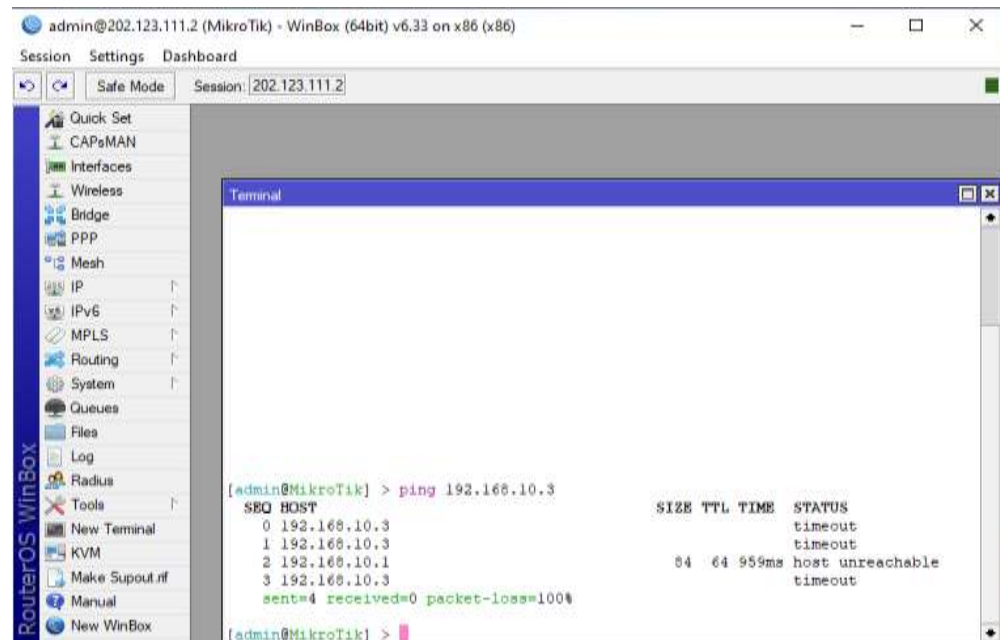 admin@202.123.111.2 (MikroTik) - WinBox (64bit) v6.33 on x86 (x86)
Session Settings Dashboard
Safe Mode Session: 202.123.111.2
Quick Set
CAPsMAN
Interfaces
Wireless
Bridge
PPP
Mesh
IP
IPv6
MPLS
Routing
System
Queues
Files
Log
Radius
Tools
New Terminal
KVM
Make Supout.rif
Manual
New WinBox
RouterOS WinBox
Terminal
[admin@MikroTik] > ping 192.168.10.3
SEQ HOST SIZE TTL TIME STATUS
0 192.168.10.3 timeout
1 192.168.10.3 timeout
2 192.168.10.1 84 64 959ms host unreachable
3 192.168.10.3 timeout
sent=4 received=0 packet-loss=100%
[admin@MikroTik] >